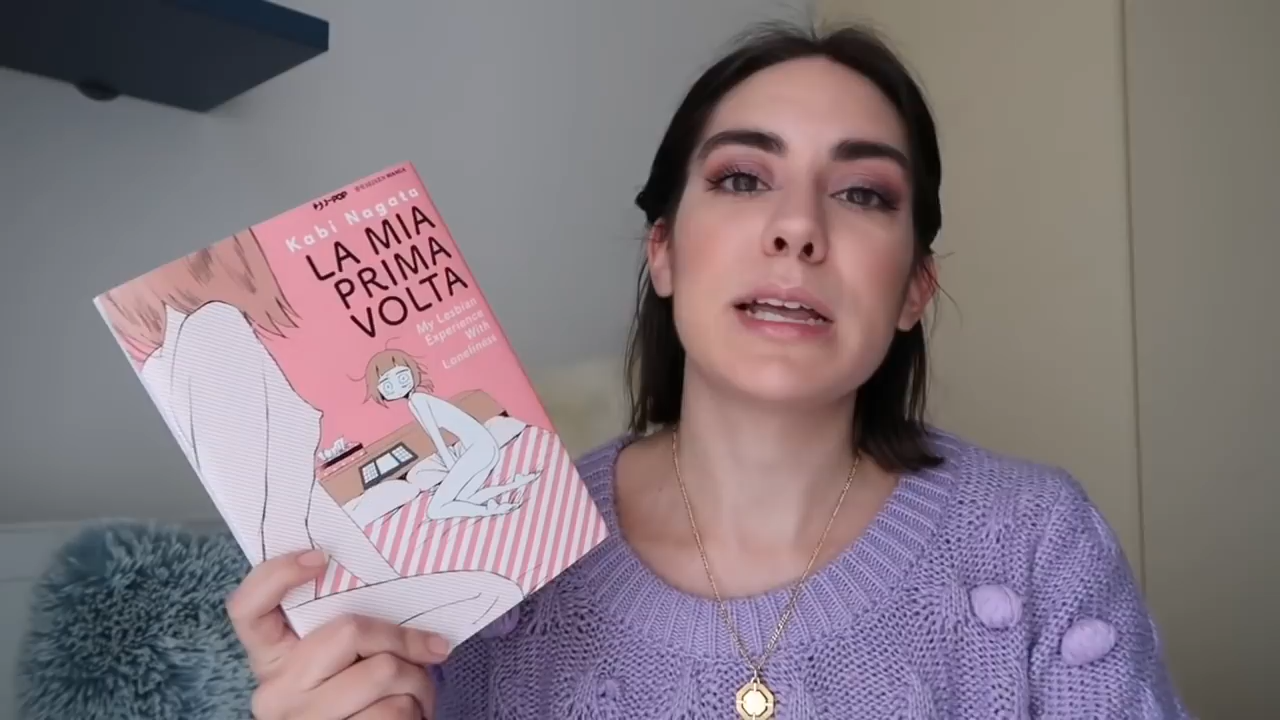 J-POP
Kabi Nagata
LA MIA
PRIMA
VOLTA
My Lesbian
Experience
With
Loneliness